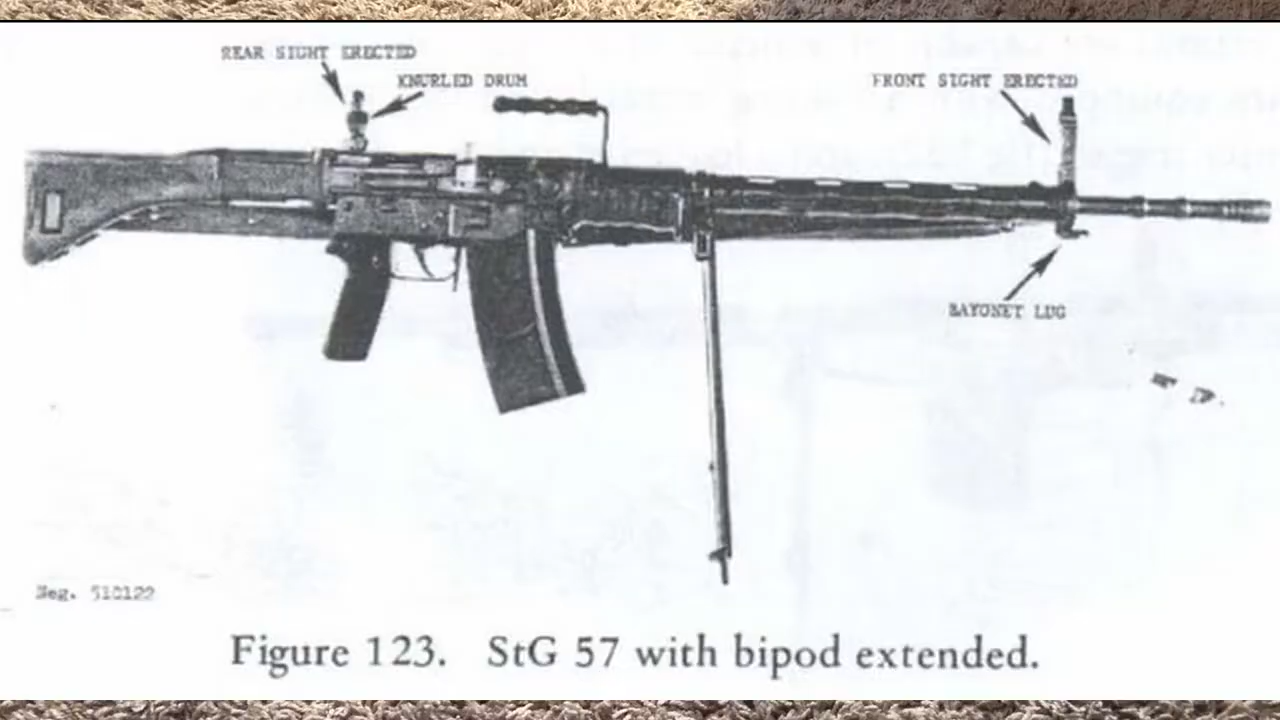 REAR SIGHT ERECTED
KNURLED DRUM
FRONT SIGHT ERECTED
BAYONET LUG
Neg. 510122
Figure 123. StG 57 with bipod extended.